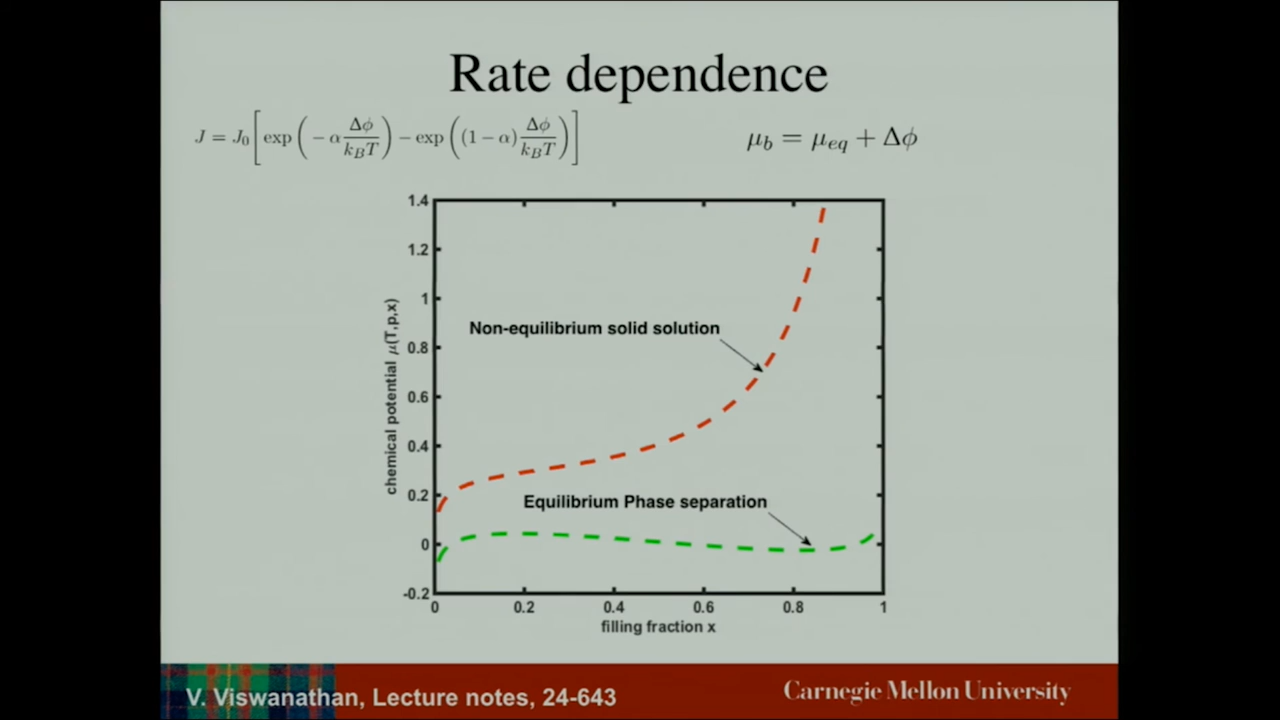 Rate dependence
J = J₀[exp(−α Δϕ/k_BT) − exp((1−α) Δϕ/k_BT)]
μ_b = μ_eq + Δϕ
1.4
1.2
1
0.8
0.6
0.4
0.2
0
-0.2
chemical potential μ(T,p,x)
Non-equilibrium solid solution
Equilibrium Phase separation
0 0.2 0.4 0.6 0.8 1
filling fraction x
V. Viswanathan, Lecture notes, 24-643
Carnegie Mellon University